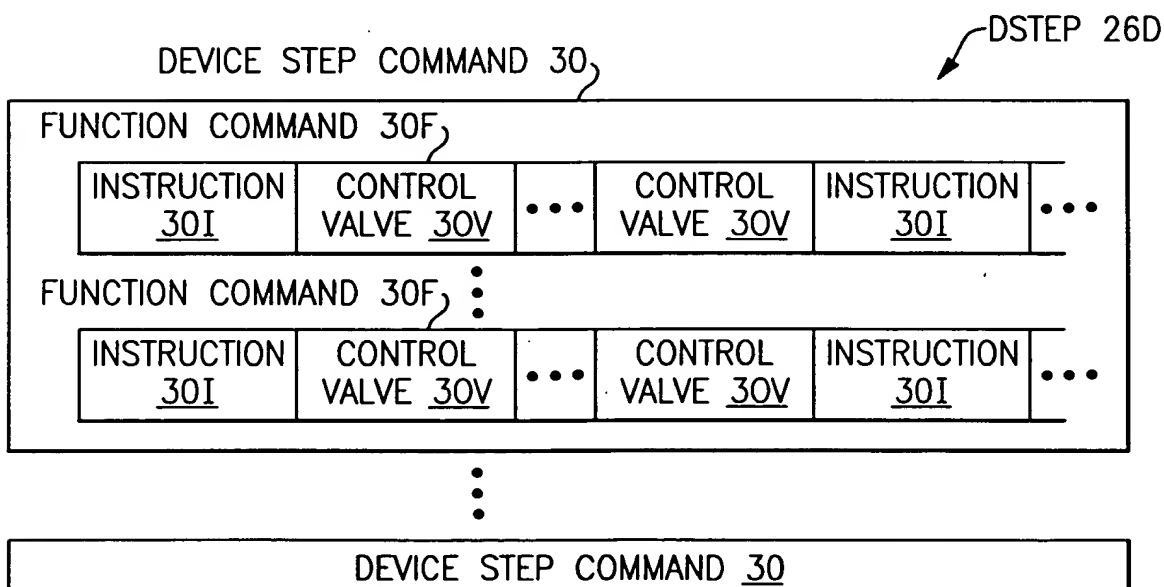 DSTEP 26D
DEVICE STEP COMMAND 30
FUNCTION COMMAND 30F
INSTRUCTION 30I CONTROL VALVE 30V ••• CONTROL VALVE 30V INSTRUCTION 30I •••
FUNCTION COMMAND 30F
INSTRUCTION 30I CONTROL VALVE 30V ••• CONTROL VALVE 30V INSTRUCTION 30I •••
DEVICE STEP COMMAND 30